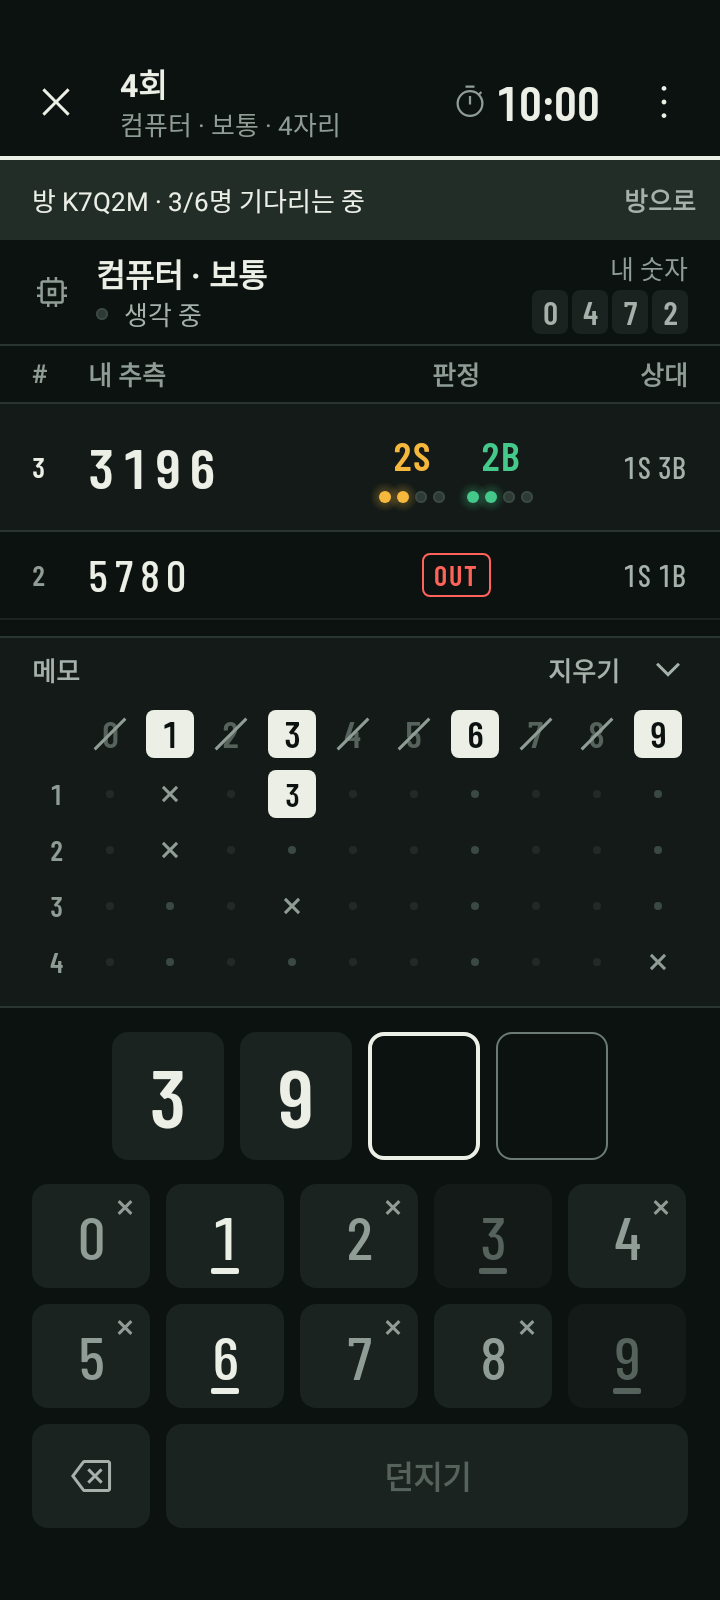 4회
컴퓨터 · 보통 · 4자리
10:00
방 K7Q2M · 3/6명 기다리는 중 방으로
컴퓨터 · 보통
생각 중
내 숫자
0 4 7 2
# 내 추측 판정 상대
3 3196 2S 2B 1S 3B
2 5780 OUT 1S 1B
메모 지우기
0 1 2 3 4 5 6 7 8 9
1 × 3
2 ×
3 ×
4 ×
3 9
0 × 1 2 × 3 4 ×
5 × 6 7 × 8 × 9
던지기